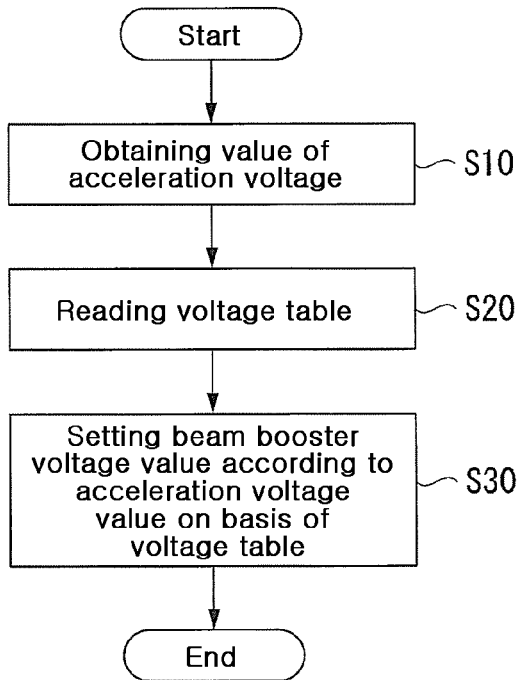 Start
Obtaining value of
acceleration voltage
S10
Reading voltage table
S20
Setting beam booster
voltage value according to
acceleration voltage
value on basis of
voltage table
S30
End